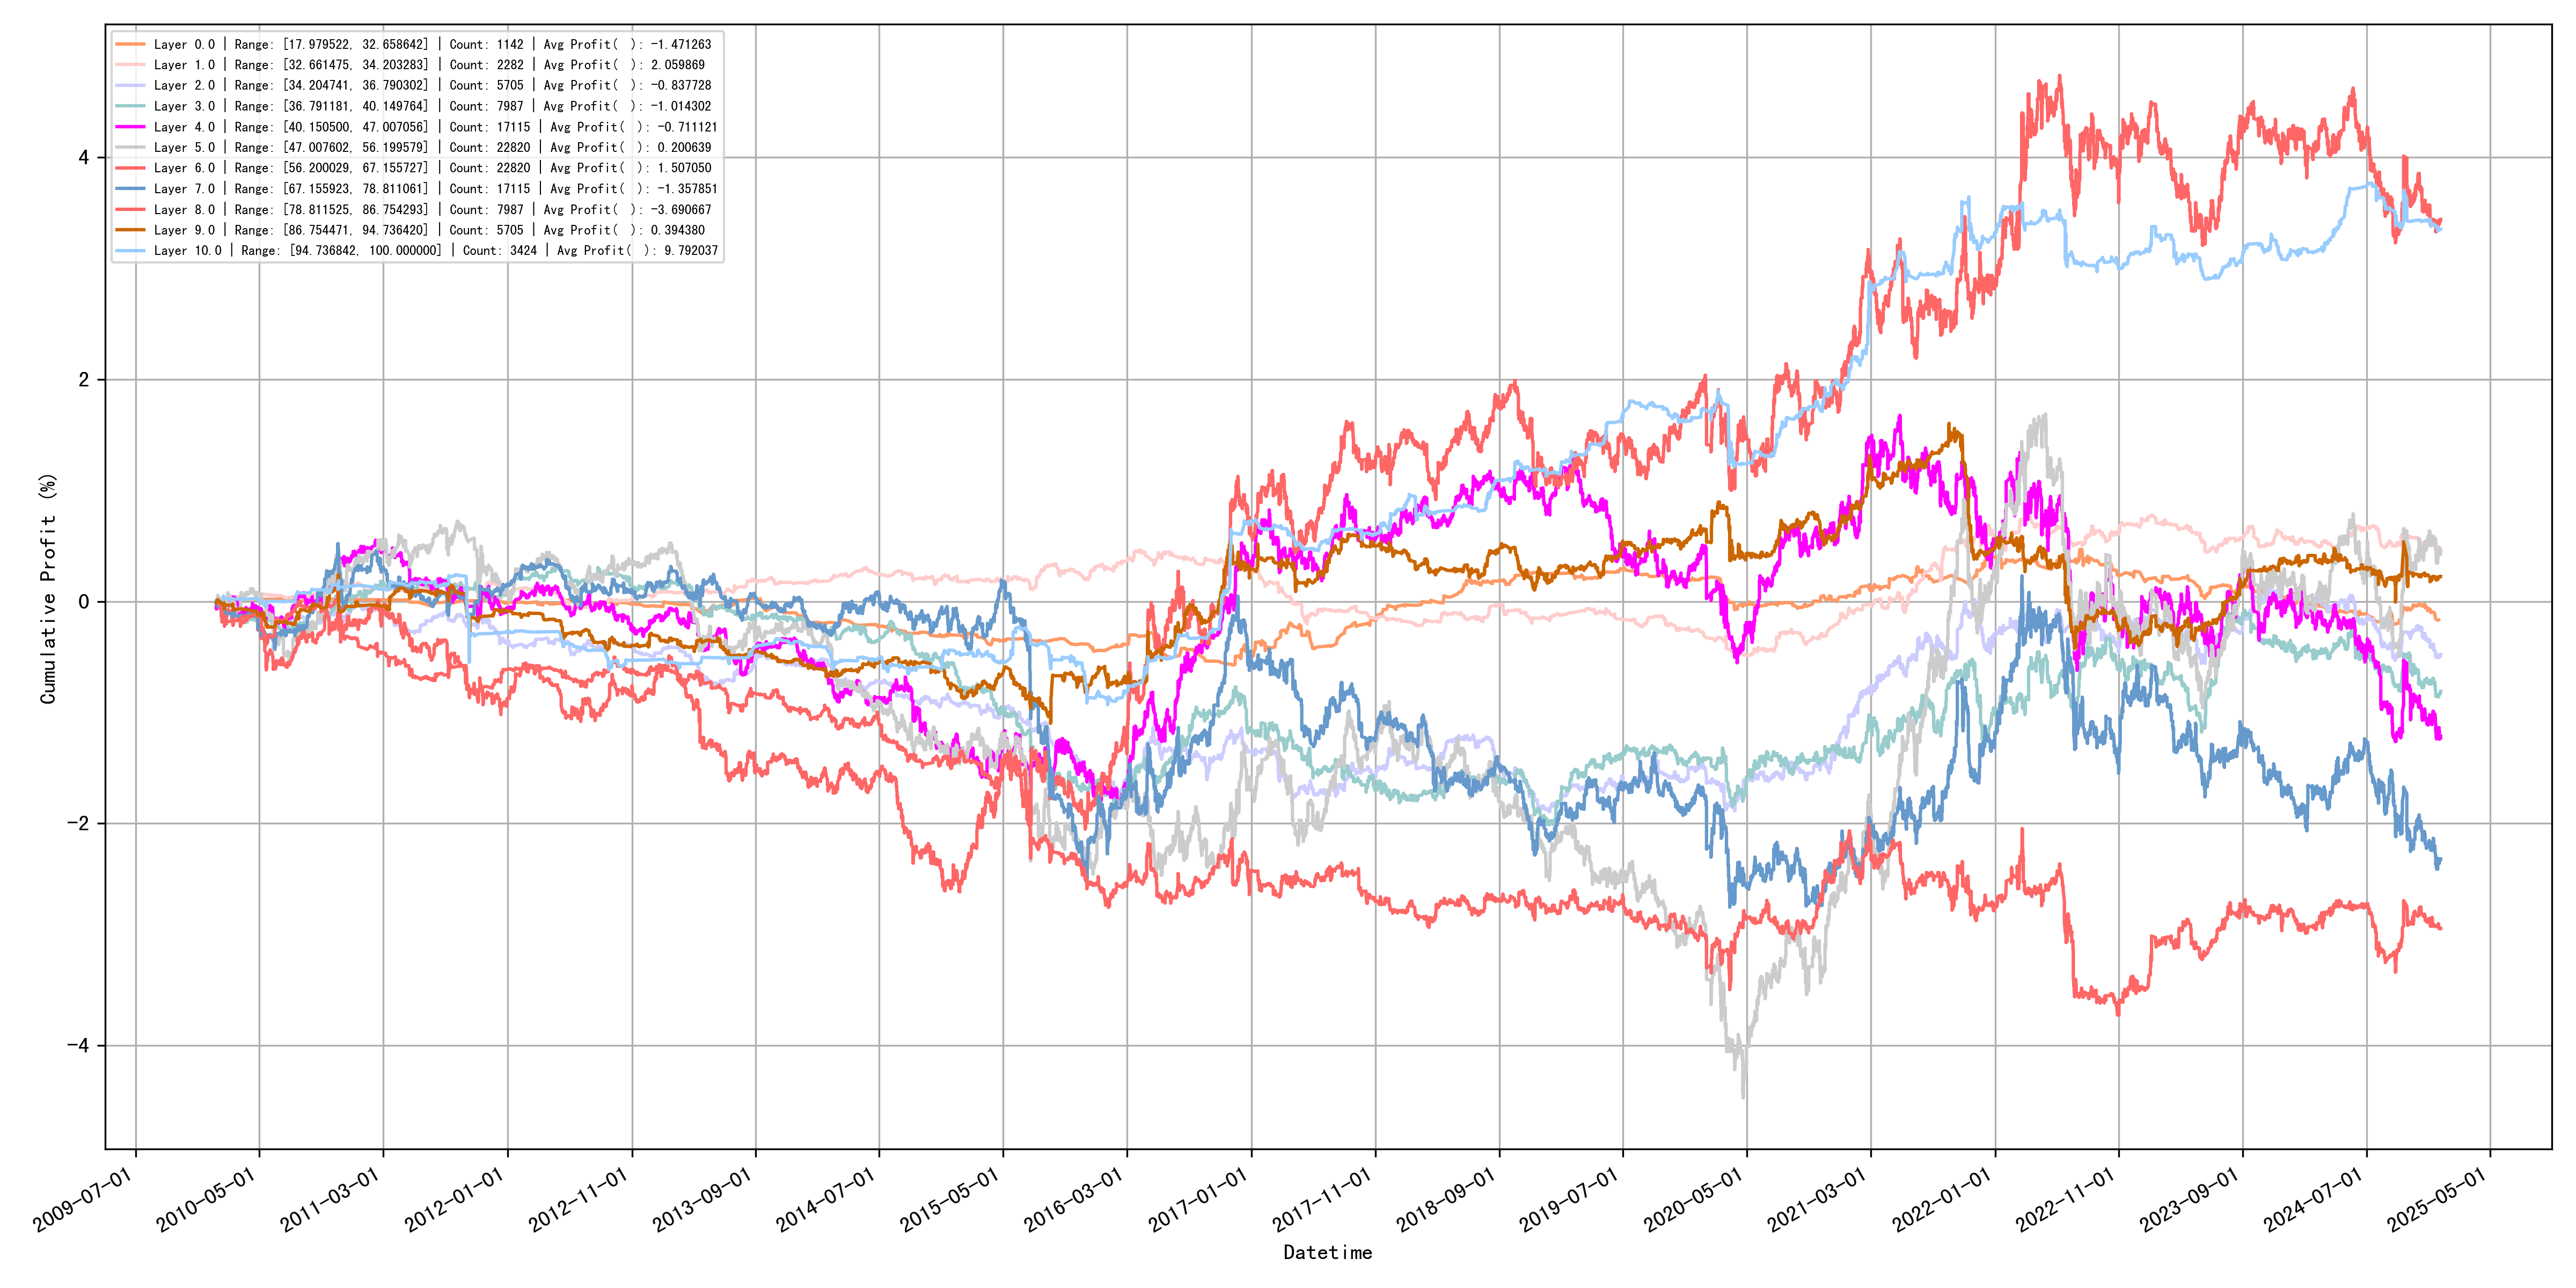 Layer 0.0 | Range: [17.979522, 32.658642] | Count: 1142 | Avg Profit( ): -1.471263
Layer 1.0 | Range: [32.661475, 34.203283] | Count: 2282 | Avg Profit( ): 2.059869
Layer 2.0 | Range: [34.204741, 36.790302] | Count: 5705 | Avg Profit( ): -0.837728
Layer 3.0 | Range: [36.791181, 40.149764] | Count: 7987 | Avg Profit( ): -1.014302
Layer 4.0 | Range: [40.150500, 47.007056] | Count: 17115 | Avg Profit( ): -0.711121
Layer 5.0 | Range: [47.007602, 56.199579] | Count: 22820 | Avg Profit( ): 0.200639
Layer 6.0 | Range: [56.200029, 67.155727] | Count: 22820 | Avg Profit( ): 1.507050
Layer 7.0 | Range: [67.155923, 78.811061] | Count: 17115 | Avg Profit( ): -1.357851
Layer 8.0 | Range: [78.811525, 86.754293] | Count: 7987 | Avg Profit( ): -3.690667
Layer 9.0 | Range: [86.754471, 94.736420] | Count: 5705 | Avg Profit( ): 0.394380
Layer 10.0 | Range: [94.736842, 100.000000] | Count: 3424 | Avg Profit( ): 9.792037
4
2
0
-2
-4
Cumulative Profit (%)
2009-07-01
2010-05-01
2011-03-01
2012-01-01
2012-11-01
2013-09-01
2014-07-01
2015-05-01
2016-03-01
2017-01-01
2017-11-01
2018-09-01
2019-07-01
2020-05-01
2021-03-01
2022-01-01
2022-11-01
2023-09-01
2024-07-01
2025-05-01
Datetime